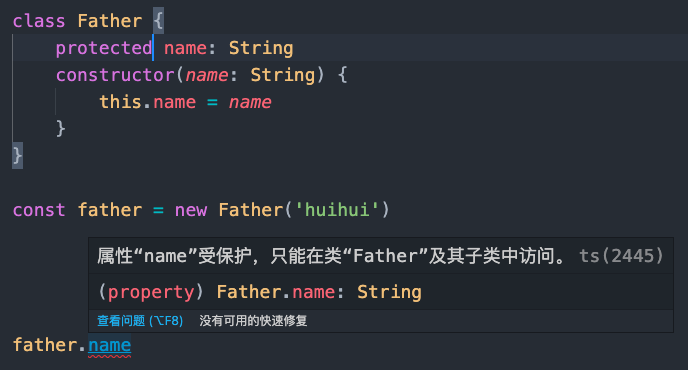 class Father {
protected name: String
constructor(name: String) {
this.name = name
}
}
const father = new Father('huihui')
属性“name”受保护，只能在类“Father”及其子类中访问。 ts(2445)
(property) Father.name: String
查看问题 (⌥F8) 没有可用的快速修复
father.name